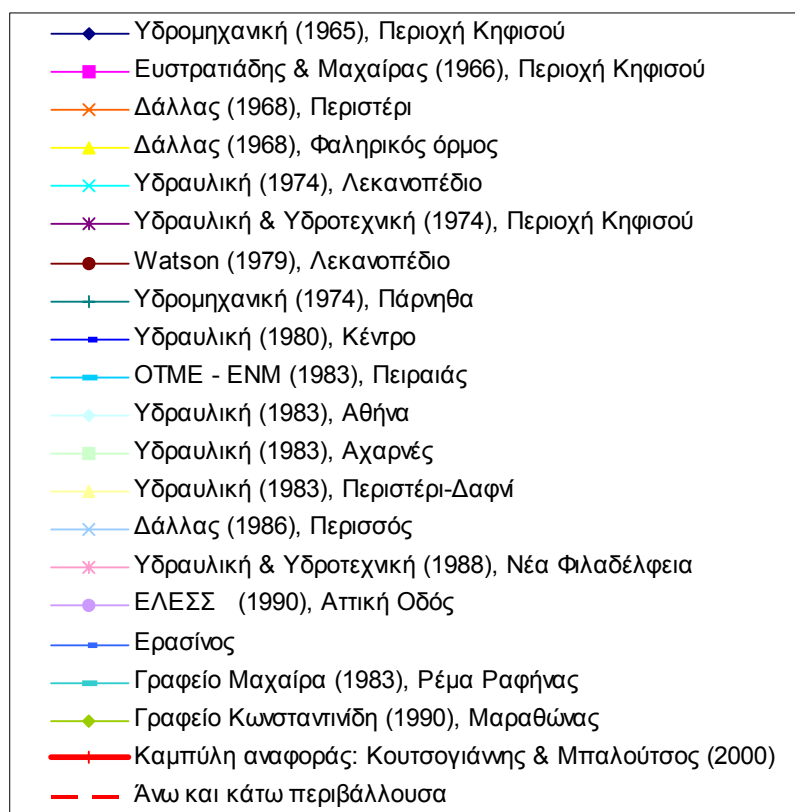 Υδρομηχανική (1965), Περιοχή Κηφισού
Ευστρατιάδης & Μαχαίρας (1966), Περιοχή Κηφισού
Δάλλας (1968), Περιστέρι
Δάλλας (1968), Φαληρικός όρμος
Υδραυλική (1974), Λεκανοπέδιο
Υδραυλική & Υδροτεχνική (1974), Περιοχή Κηφισού
Watson (1979), Λεκανοπέδιο
Υδρομηχανική (1974), Πάρνηθα
Υδραυλική (1980), Κέντρο
ΟΤΜΕ - ΕΝΜ (1983), Πειραιάς
Υδραυλική (1983), Αθήνα
Υδραυλική (1983), Αχαρνές
Υδραυλική (1983), Περιστέρι-Δαφνί
Δάλλας (1986), Περισσός
Υδραυλική & Υδροτεχνική (1988), Νέα Φιλαδέλφεια
ΕΛΕΣΣ (1990), Αττική Οδός
Ερασίνος
Γραφείο Μαχαίρα (1983), Ρέμα Ραφήνας
Γραφείο Κωνσταντινίδη (1990), Μαραθώνας
Καμπύλη αναφοράς: Κουτσογιάννης & Μπαλούτσος (2000)
Άνω και κάτω περιβάλλουσα